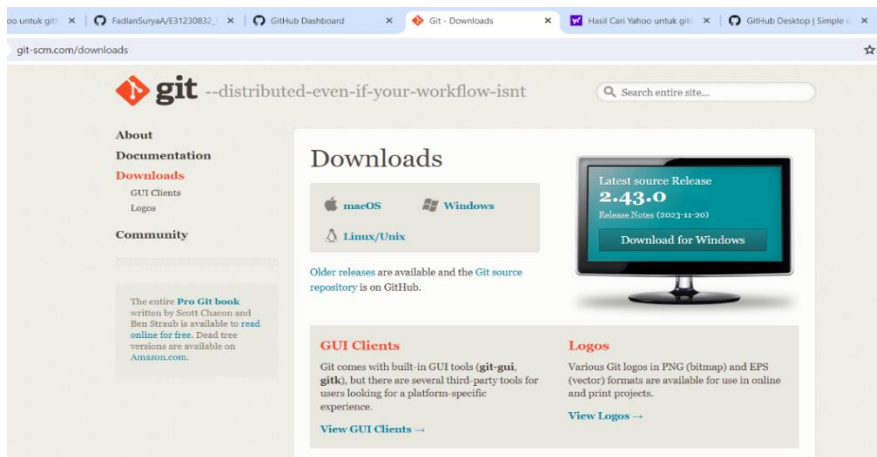 oo untuk gith
FadlanSuryaA/E31230832_
GitHub Dashboard
Git - Downloads
Hasil Cari Yahoo untuk gith
GitHub Desktop | Simple c
git-scm.com/downloads
git --distributed-even-if-your-workflow-isnt
Search entire site...
About
Documentation
Downloads
GUI Clients
Logos
Community
The entire Pro Git book
written by Scott Chacon and
Ben Straub is available to read
online for free. Dead tree
versions are available on
Amazon.com.
Downloads
macOS Windows
Linux/Unix
Older releases are available and the Git source
repository is on GitHub.
Latest source Release
2.43.0
Release Notes (2023-11-20)
Download for Windows
GUI Clients
Git comes with built-in GUI tools (git-gui,
gitk), but there are several third-party tools for
users looking for a platform-specific
experience.
View GUI Clients →
Logos
Various Git logos in PNG (bitmap) and EPS
(vector) formats are available for use in online
and print projects.
View Logos →